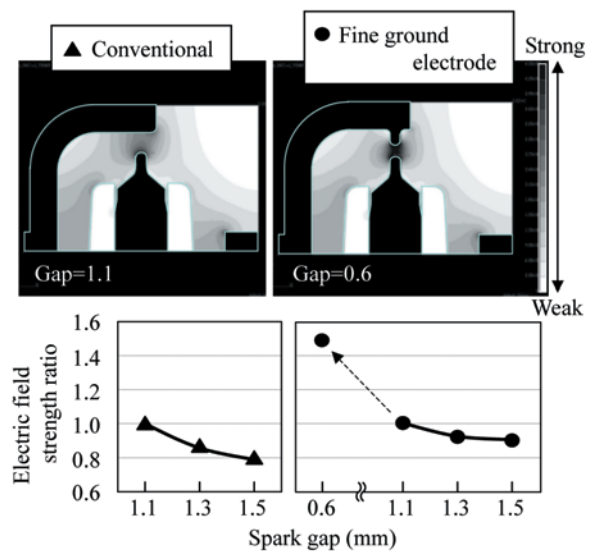 ▲ Conventional
● Fine ground
electrode
Strong
Gap=1.1
Gap=0.6
Weak
Electric field
strength ratio
1.6
1.4
1.2
1.0
0.8
0.6
1.1
1.3
1.5
0.6
1.1
1.3
1.5
Spark gap (mm)